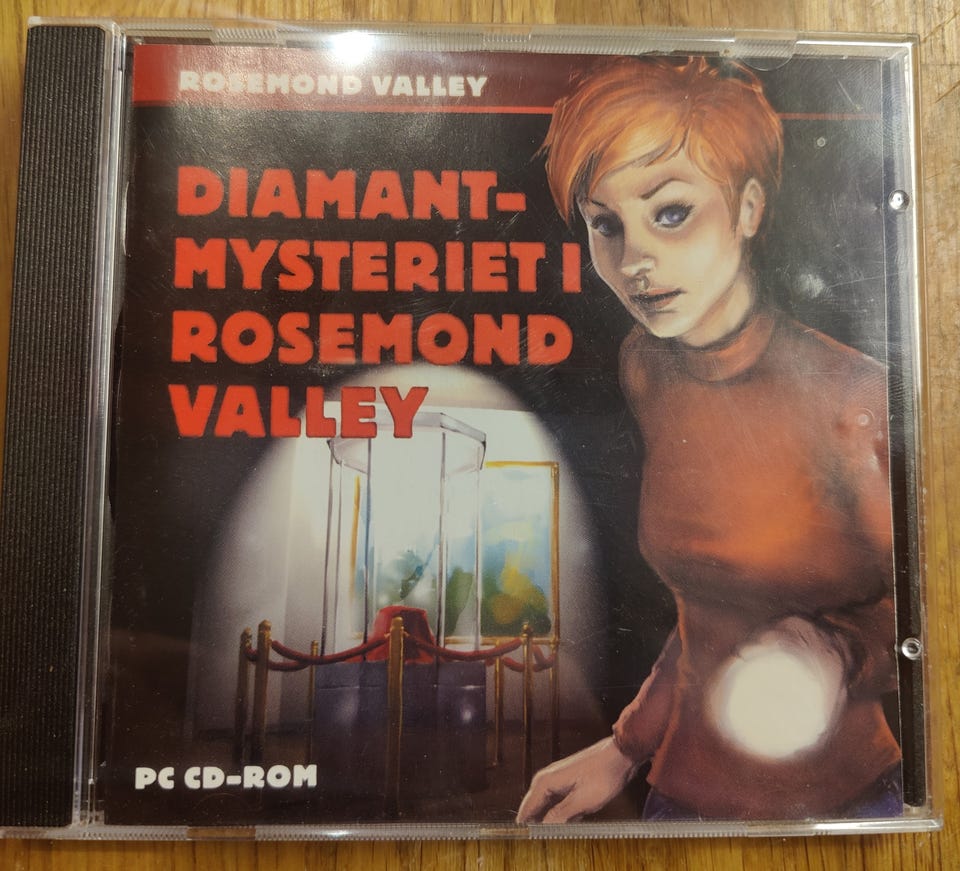 ROSEMOND VALLEY
DIAMANT-
MYSTERIET I
ROSEMOND
VALLEY
PC CD-ROM